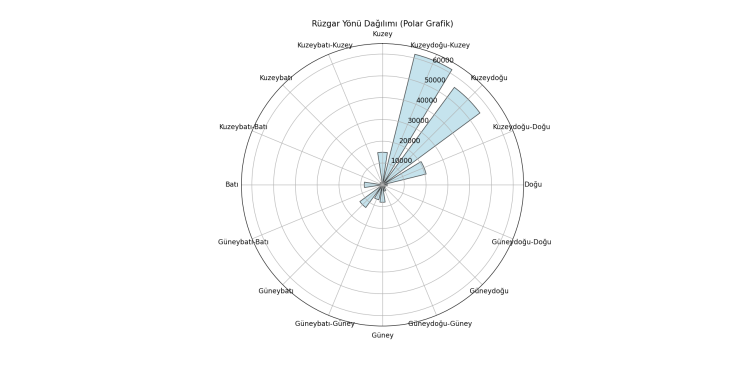 Rüzgar Yönü Dağılımı (Polar Grafik)
Kuzey
Kuzeybatı-Kuzey
Kuzeydoğu-Kuzey
60000
Kuzeybatı
50000
Kuzeydoğu
40000
30000
Kuzeybatı-Batı
Kuzeydoğu-Doğu
20000
10000
Batı
Doğu
Güneybatı-Batı
Güneydoğu-Doğu
Güneybatı
Güneydoğu
Güneybatı-Güney
Güneydoğu-Güney
Güney